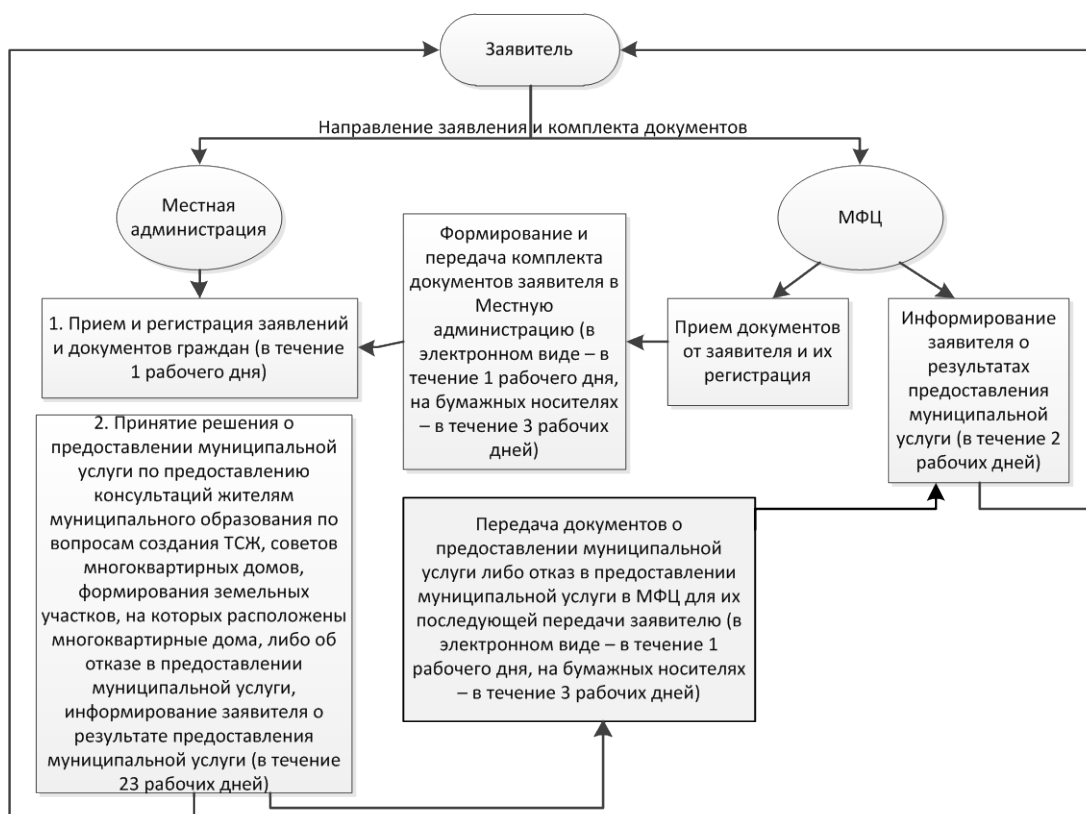 Заявитель
Направление заявления и комплекта документов
Местная
администрация
МФЦ
Формирование и
передача комплекта
документов заявителя в
Местную
администрацию (в
электронном виде – в
течение 1 рабочего дня,
на бумажных носителях
– в течение 3 рабочих
дней)
1. Прием и регистрация заявлений
и документов граждан (в течение
1 рабочего дня)
Прием документов
от заявителя и их
регистрация
Информирование
заявителя о
результатах
предоставления
муниципальной
услуги (в течение 2
рабочих дней)
2. Принятие решения о
предоставлении муниципальной
услуги по предоставлению
консультаций жителям
муниципального образования по
вопросам создания ТСЖ, советов
многоквартирных домов,
формирования земельных
участков, на которых расположены
многоквартирные дома, либо об
отказе в предоставлении
муниципальной услуги,
информирование заявителя о
результате предоставления
муниципальной услуги (в течение
23 рабочих дней)
Передача документов о
предоставлении муниципальной
услуги либо отказ в предоставлении
муниципальной услуги в МФЦ для их
последующей передачи заявителю (в
электронном виде – в течение 1
рабочего дня, на бумажных носителях
– в течение 3 рабочих дней)